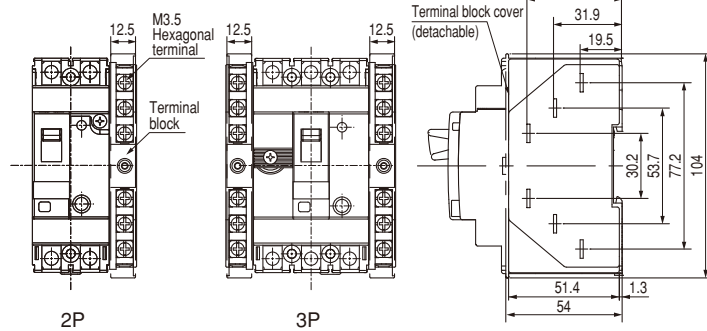 12.5
M3.5
Hexagonal
terminal
Terminal
block
2P
12.5
12.5
3P
Terminal block cover
(detachable)
31.9
19.5
30.2
53.7
77.2
104
51.4
1.3
54